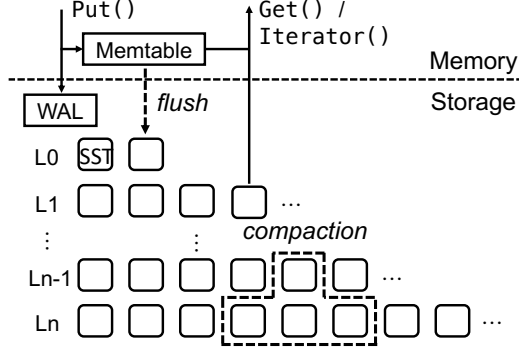 Put()
Get() /
Iterator()
Memtable
Memory
Storage
WAL
flush
L0 SST
L1 ...
compaction
⋮ ⋮
Ln-1 ...
Ln ...